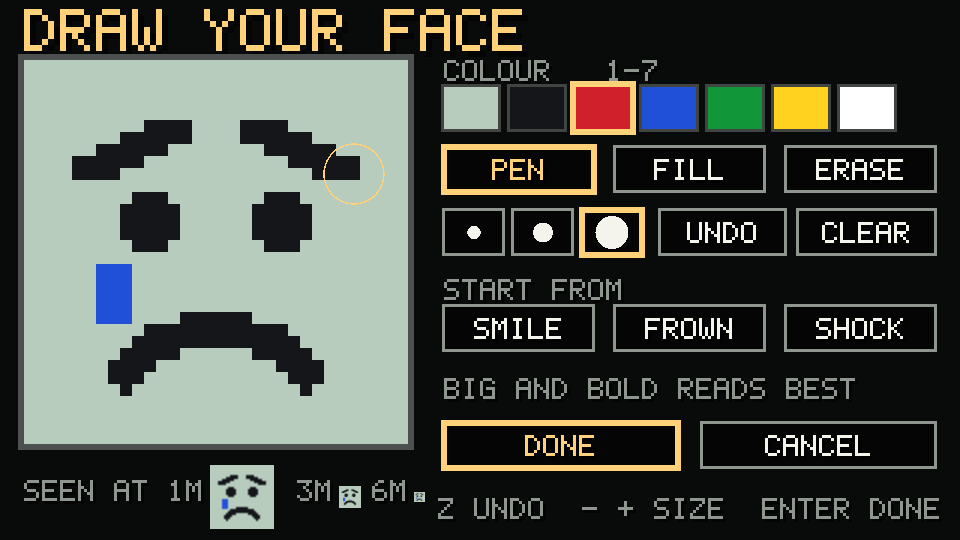 DRAW YOUR FACE
COLOUR 1-7
PEN FILL ERASE
UNDO CLEAR
START FROM
SMILE FROWN SHOCK
BIG AND BOLD READS BEST
DONE CANCEL
SEEN AT 1M 3M 6M
Z UNDO - + SIZE ENTER DONE